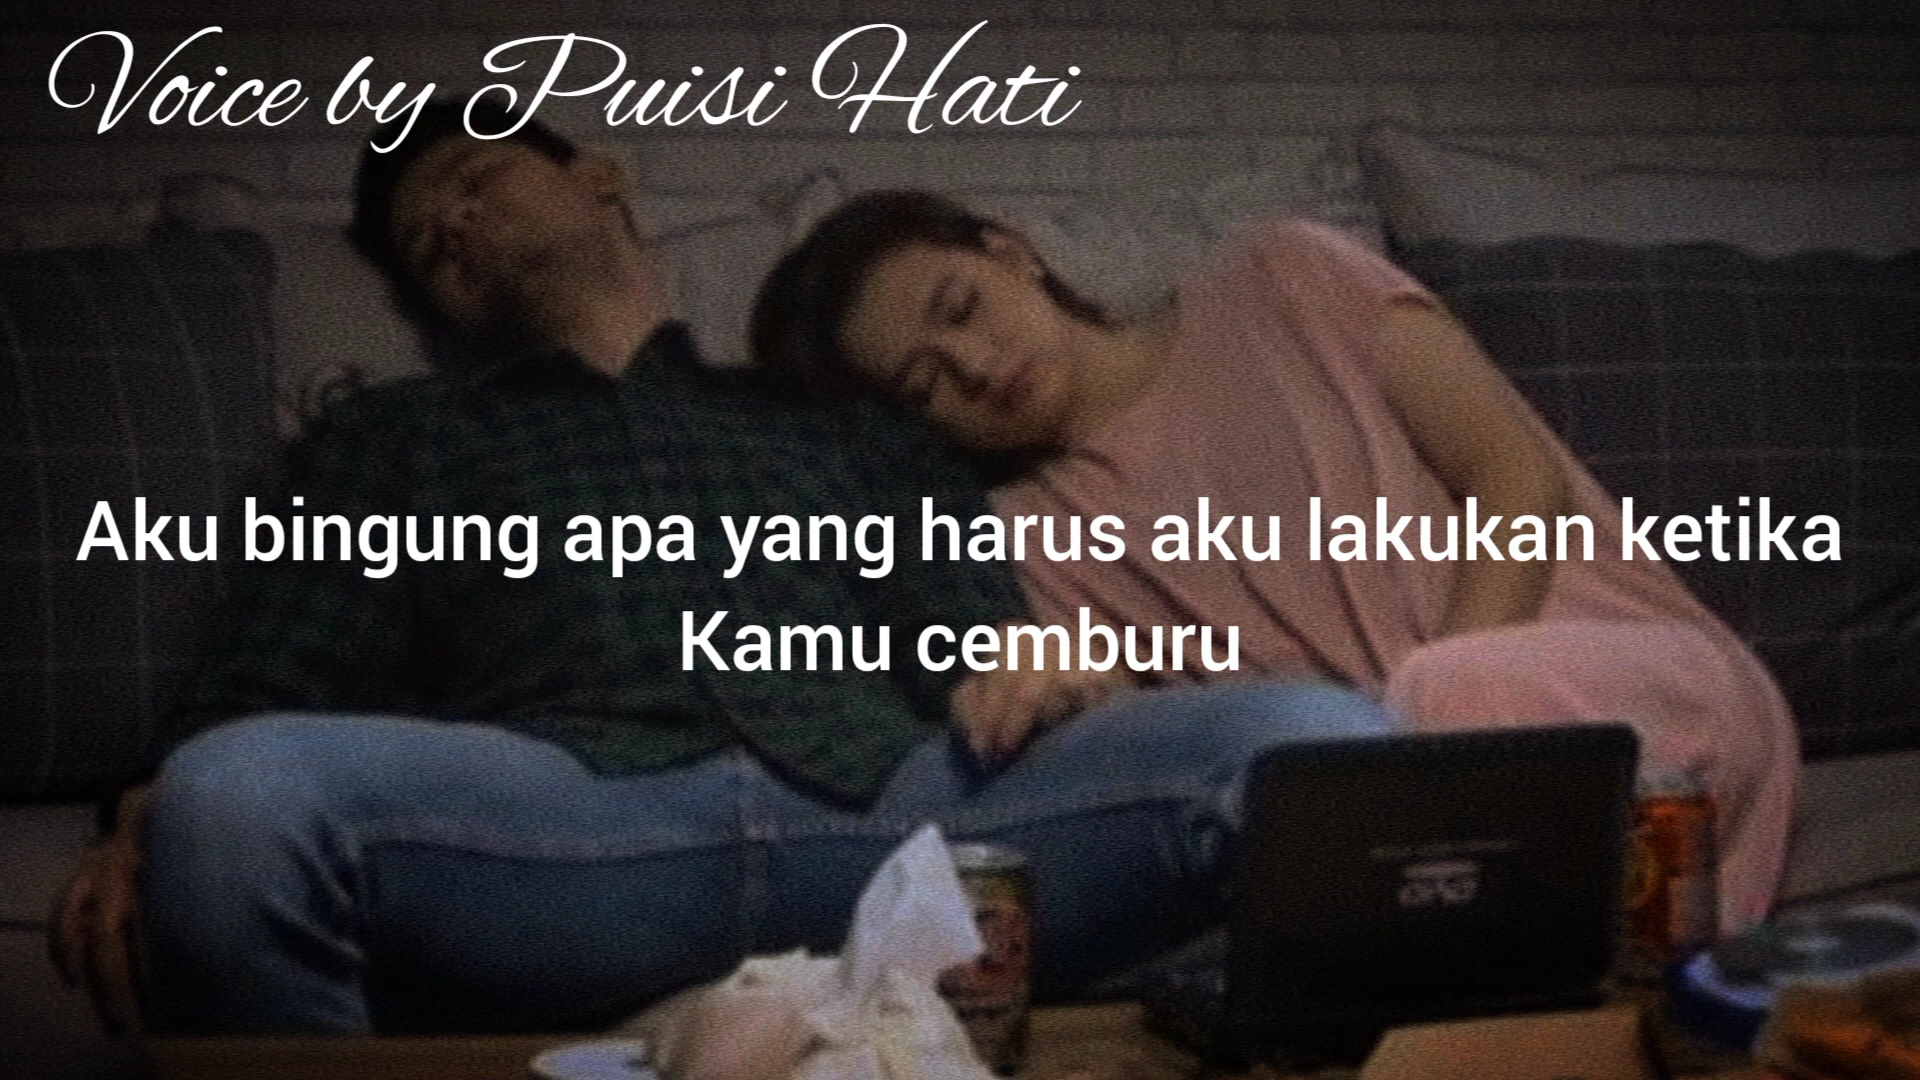 Voice by Puisi Hati
Aku bingung apa yang harus aku lakukan ketika
Kamu cemburu